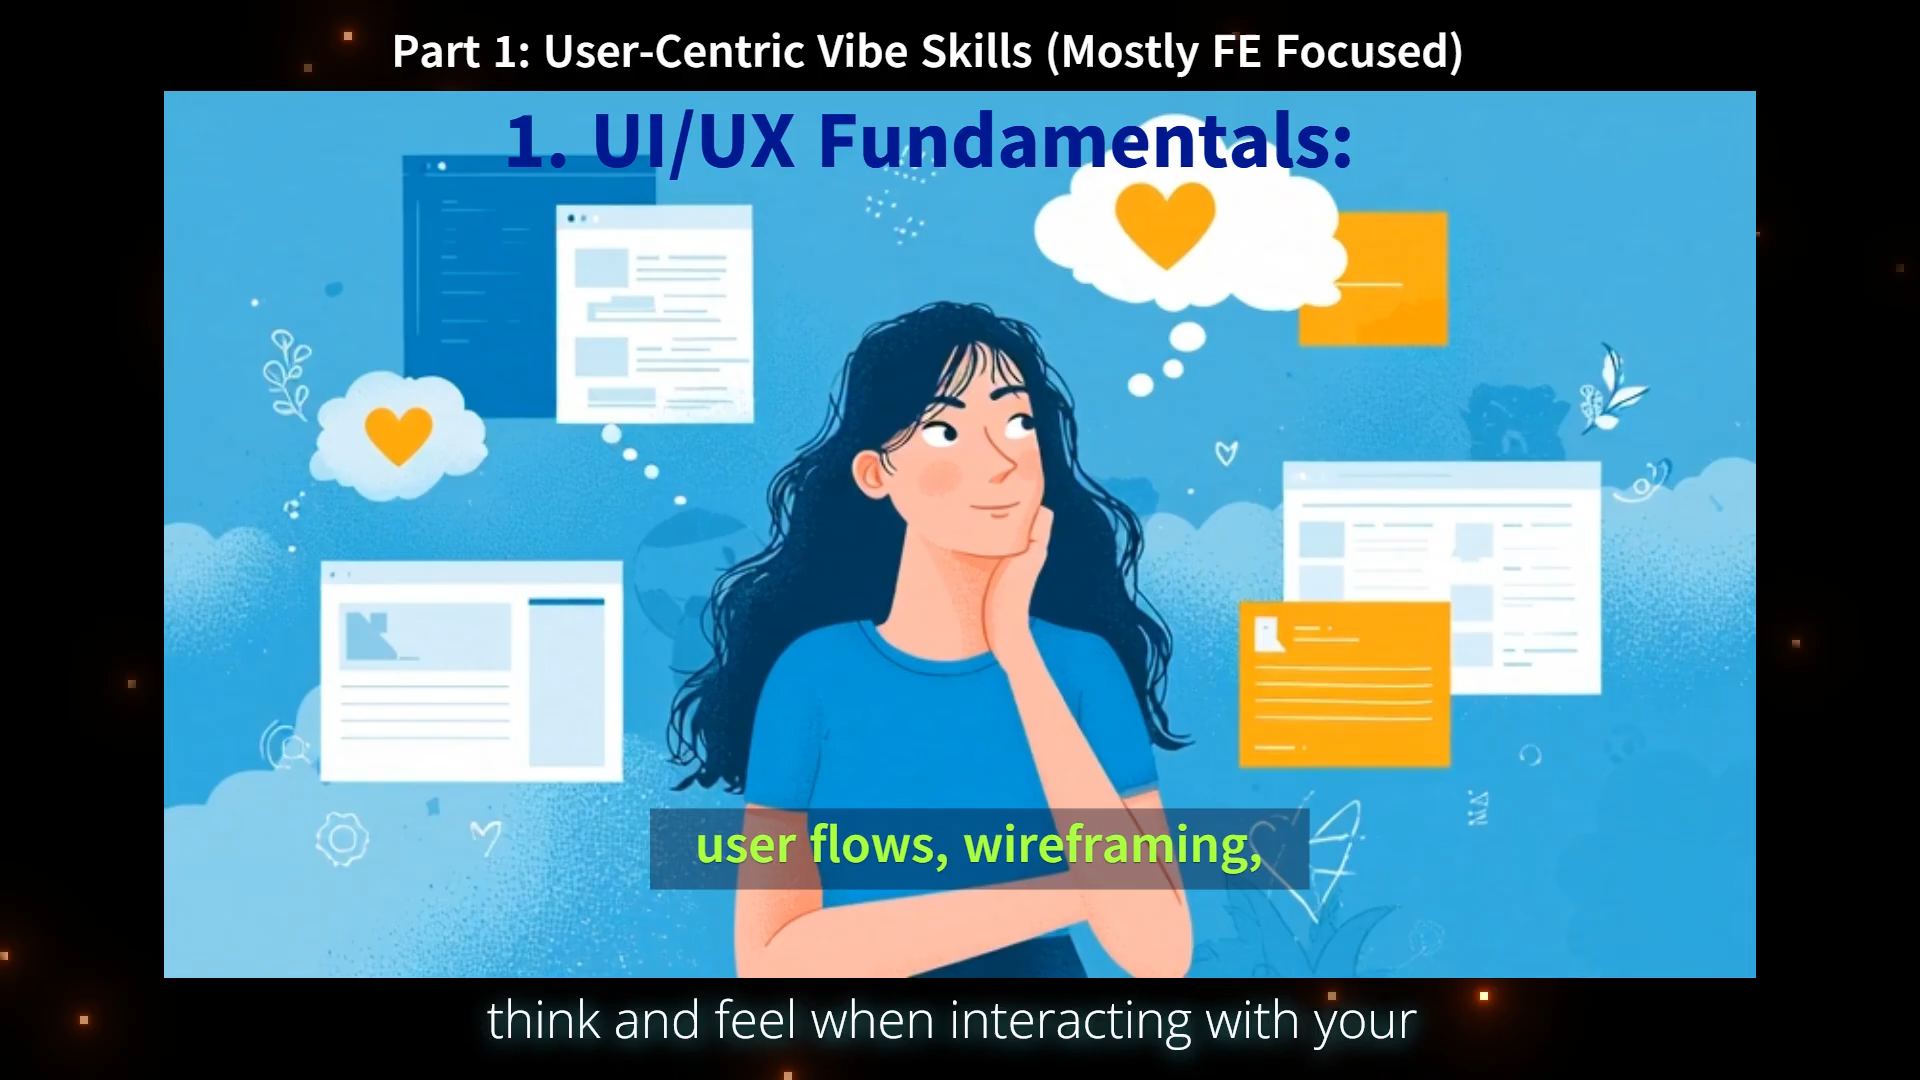 Part 1: User-Centric Vibe Skills (Mostly FE Focused)
1. UI/UX Fundamentals:
user flows, wireframing,
think and feel when interacting with your